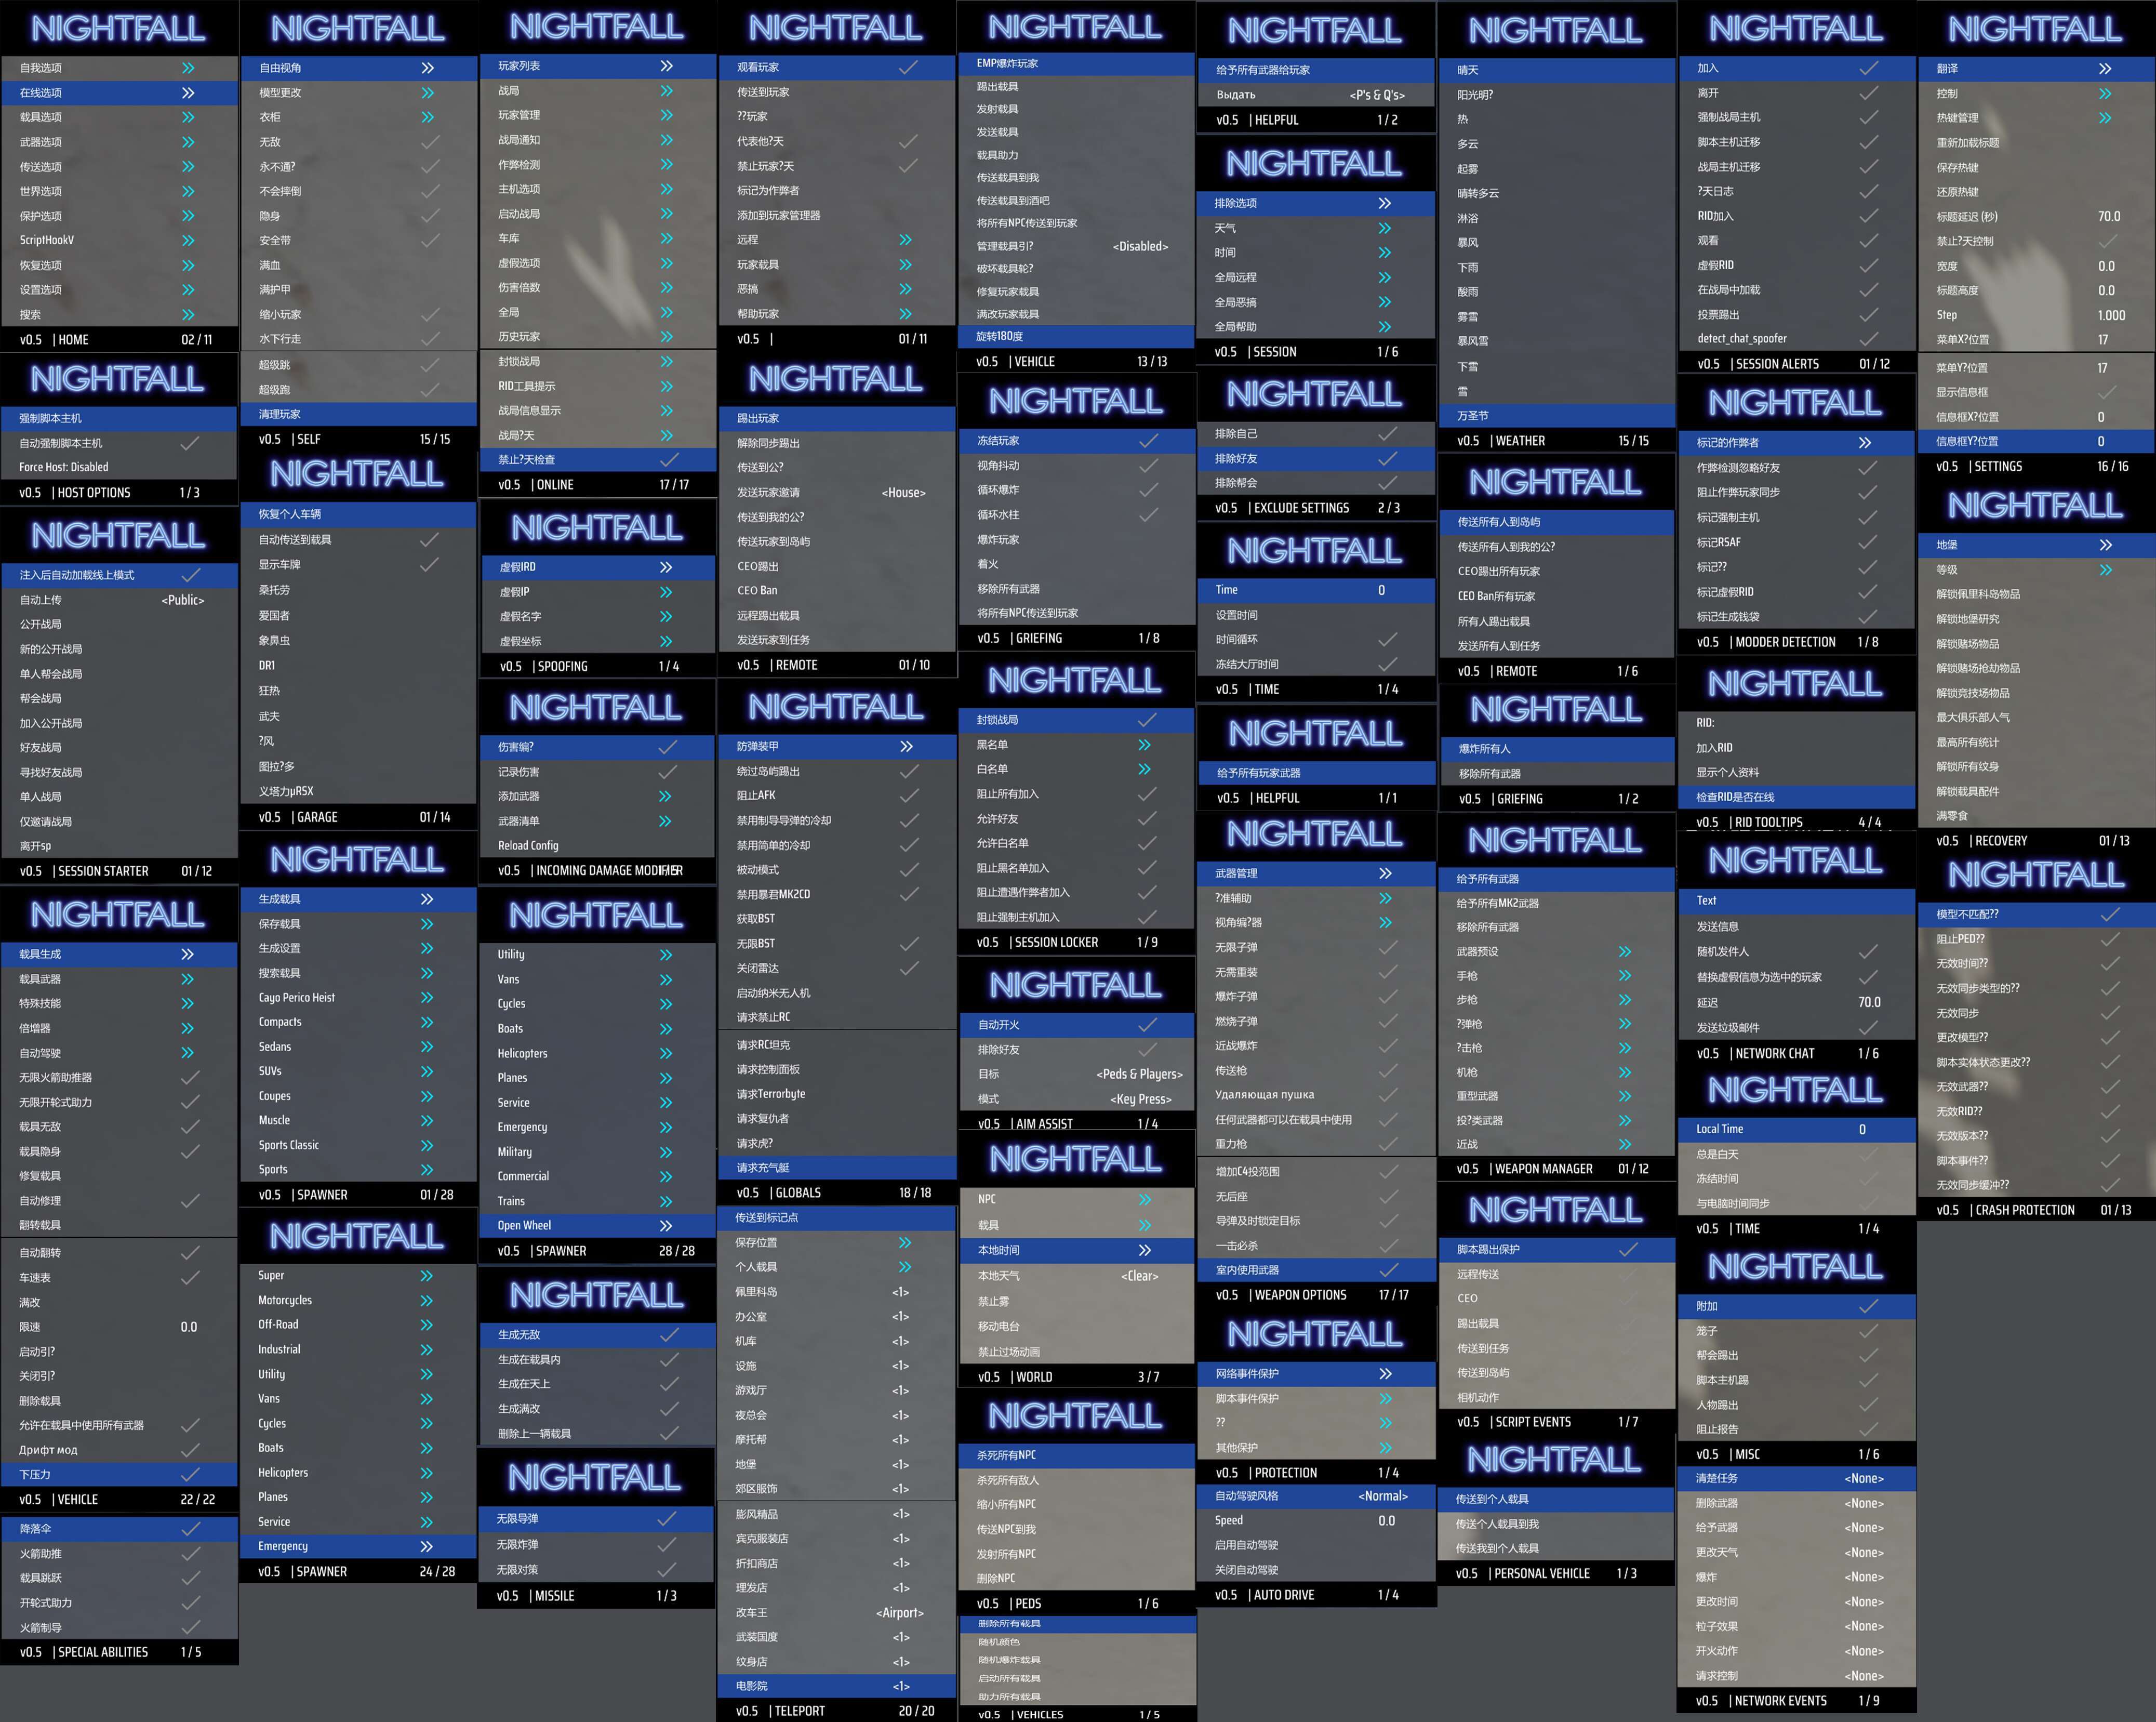 NIGHTFALL
自我选项
在线选项
载具选项
武器选项
传送选项
世界选项
保护选项
ScriptHookV
恢复选项
设置选项
搜索
v0.5 | HOME 02 / 11
NIGHTFALL
强制脚本主机
自动强制脚本主机
Force Host: Disabled
v0.5 | HOST OPTIONS 1 / 3
NIGHTFALL
注入后自动加载线上模式
自动上传 <Public>
公开战局
新的公开战局
单人帮会战局
帮会战局
加入公开战局
好友战局
寻找好友战局
单人战局
仅邀请战局
离开sp
v0.5 | SESSION STARTER 01 / 12
NIGHTFALL
载具生成
载具武器
特殊技能
倍增器
自动驾驶
无限火箭助推器
无限开轮式助力
载具无敌
载具隐身
修复载具
自动修理
翻转载具
自动翻转
车速表
满改
限速 0.0
启动引?
关闭引?
删除载具
允许在载具中使用所有武器
Дрифт мод
下压力
v0.5 | VEHICLE 22 / 22
降落伞
火箭助推
载具跳跃
开轮式助力
火箭制导
v0.5 | SPECIAL ABILITIES 1 / 5
NIGHTFALL
自由视角
模型更改
衣柜
无敌
永不通?
不会摔倒
隐身
安全带
满血
满护甲
缩小玩家
水下行走
超级跳
超级跑
清理玩家
v0.5 | SELF 15 / 15
NIGHTFALL
恢复个人车辆
自动传送到载具
显示车牌
桑托劳
爱国者
象鼻虫
DR1
狂热
武夫
?风
图拉?多
义塔力μRSX
v0.5 | GARAGE 01 / 14
NIGHTFALL
生成载具
保存载具
生成设置
搜索载具
Cayo Perico Heist
Compacts
Sedans
SUVs
Coupes
Muscle
Sports Classic
Sports
v0.5 | SPAWNER 01 / 28
NIGHTFALL
Super
Motorcycles
Off-Road
Industrial
Utility
Vans
Cycles
Boats
Helicopters
Planes
Service
Emergency
v0.5 | SPAWNER 24 / 28
NIGHTFALL
玩家列表
战局
玩家管理
战局通知
作弊检测
主机选项
启动战局
车库
虚假选项
伤害倍数
全局
历史玩家
封锁战局
RID工具提示
战局信息显示
战局?天
禁止?天检查
v0.5 | ONLINE 17 / 17
NIGHTFALL
虚假IRD
虚假IP
虚假名字
虚假坐标
v0.5 | SPOOFING 1 / 4
NIGHTFALL
伤害编?
记录伤害
添加武器
武器清单
Reload Config
v0.5 | INCOMING DAMAGE MODIFIER
NIGHTFALL
Utility
Vans
Cycles
Boats
Helicopters
Planes
Service
Emergency
Military
Commercial
Trains
Open Wheel
v0.5 | SPAWNER 28 / 28
NIGHTFALL
生成无敌
生成在载具内
生成在天上
生成满改
删除上一辆载具
NIGHTFALL
无限导弹
无限炸弹
无限对策
v0.5 | MISSILE 1 / 3
NIGHTFALL
观看玩家
传送到玩家
??玩家
代表他?天
禁止玩家?天
标记为作弊者
添加到玩家管理器
远程
玩家载具
恶搞
帮助玩家
v0.5 | 01 / 11
NIGHTFALL
踢出玩家
解除同步踢出
传送到公?
发送玩家邀请 <House>
传送到我的公?
传送玩家到岛屿
CEO踢出
CEO Ban
远程踢出载具
发送玩家到任务
v0.5 | REMOTE 01 / 10
NIGHTFALL
防弹装甲
绕过岛屿踢出
阻止AFK
禁用制导导弹的冷却
禁用简单的冷却
被动模式
禁用暴君MK2CD
获取BST
无限BST
关闭雷达
启动纳米无人机
请求禁止RC
请求RC坦克
请求控制面板
请求Terrorbyte
请求复仇者
请求虎?
请求充气艇
v0.5 | GLOBALS 18 / 18
传送到标记点
保存位置
个人载具
佩里科岛 <1>
办公室 <1>
机库 <1>
设施 <1>
游戏厅 <1>
夜总会 <1>
摩托帮 <1>
地堡 <1>
郊区服饰 <1>
膨风精品 <1>
宾克服装店 <1>
折扣商店 <1>
理发店 <1>
改车王 <Airport>
武装国度 <1>
纹身店 <1>
电影院 <1>
v0.5 | TELEPORT 20 / 20
NIGHTFALL
EMP爆炸玩家
踢出载具
发射载具
发送载具
载具助力
传送载具到我
传送载具到酒吧
将所有NPC传送到玩家
管理载具引? <Disabled>
破坏载具轮?
修复玩家载具
满改玩家载具
旋转180度
v0.5 | VEHICLE 13 / 13
NIGHTFALL
冻结玩家
视角抖动
循环爆炸
循环水柱
爆炸玩家
着火
移除所有武器
将所有NPC传送到玩家
v0.5 | GRIEFING 1 / 8
NIGHTFALL
封锁战局
黑名单
白名单
阻止所有加入
允许好友
允许白名单
阻止黑名单加入
阻止遭遇作弊者加入
阻止强制主机加入
v0.5 | SESSION LOCKER 1 / 9
NIGHTFALL
自动开火
排除好友
目标 <Peds & Players>
模式 <Key Press>
v0.5 | AIM ASSIST 1 / 4
NIGHTFALL
NPC
载具
本地时间
本地天气 <Clear>
禁止雾
移动电台
禁止过场动画
v0.5 | WORLD 3 / 7
NIGHTFALL
杀死所有NPC
杀死所有敌人
缩小所有NPC
传送NPC到我
发射所有NPC
删除NPC
v0.5 | PEDS 1 / 6
删除所有载具
随机颜色
随机爆炸载具
启动所有载具
助力所有载具
v0.5 | VEHICLES 1 / 5
NIGHTFALL
给予所有武器给玩家
Выдать <P's & Q's>
v0.5 | HELPFUL 1 / 2
NIGHTFALL
排除选项
天气
时间
全局远程
全局恶搞
全局帮助
v0.5 | SESSION 1 / 6
NIGHTFALL
排除自己
排除好友
排除帮会
v0.5 | EXCLUDE SETTINGS 2 / 3
NIGHTFALL
Time 0
设置时间
时间循环
冻结大厅时间
v0.5 | TIME 1 / 4
NIGHTFALL
给予所有玩家武器
v0.5 | HELPFUL 1 / 1
NIGHTFALL
武器管理
?准辅助
视角编?器
无限子弹
无需重装
爆炸子弹
燃烧子弹
近战爆炸
传送枪
Удаляющая пушка
任何武器都可以在载具中使用
重力枪
增加C4投范围
无后座
导弹及时锁定目标
一击必杀
室内使用武器
v0.5 | WEAPON OPTIONS 17 / 17
NIGHTFALL
网络事件保护
脚本事件保护
??
其他保护
v0.5 | PROTECTION 1 / 4
自动驾驶风格 <Normal>
Speed 0.0
启用自动驾驶
关闭自动驾驶
v0.5 | AUTO DRIVE 1 / 4
NIGHTFALL
晴天
阳光明?
热
多云
起雾
晴转多云
淋浴
暴风
下雨
酸雨
雾雪
暴风雪
下雪
雪
万圣节
v0.5 | WEATHER 15 / 15
NIGHTFALL
传送所有人到岛屿
传送所有人到我的公?
CEO踢出所有玩家
CEO Ban所有玩家
所有人踢出载具
发送所有人到任务
v0.5 | REMOTE 1 / 6
NIGHTFALL
爆炸所有人
移除所有武器
v0.5 | GRIEFING 1 / 2
NIGHTFALL
给予所有武器
给予所有MK2武器
移除所有武器
武器预设
手枪
步枪
?弹枪
?击枪
机枪
重型武器
投?类武器
近战
v0.5 | WEAPON MANAGER 01 / 12
NIGHTFALL
脚本踢出保护
远程传送
CEO
踢出载具
传送到任务
传送到岛屿
相机动作
v0.5 | SCRIPT EVENTS 1 / 7
NIGHTFALL
传送到个人载具
传送个人载具到我
传送我到个人载具
v0.5 | PERSONAL VEHICLE 1 / 3
NIGHTFALL
加入
离开
强制战局主机
脚本主机迁移
战局主机迁移
?天日志
RID加入
观看
虚假RID
在战局中加载
投票踢出
detect_chat_spoofer
v0.5 | SESSION ALERTS 01 / 12
NIGHTFALL
标记的作弊者
作弊检测忽略好友
阻止作弊玩家同步
标记强制主机
标记RSAF
标记??
标记虚假RID
标记生成钱袋
v0.5 | MODDER DETECTION 1 / 8
NIGHTFALL
RID:
加入RID
显示个人资料
检查RID是否在线
v0.5 | RID TOOLTIPS 4 / 4
NIGHTFALL
Text
发送信息
随机发件人
替换虚假信息为选中的玩家
延迟 70.0
发送垃圾邮件
v0.5 | NETWORK CHAT 1 / 6
NIGHTFALL
Local Time 0
总是白天
冻结时间
与电脑时间同步
v0.5 | TIME 1 / 4
NIGHTFALL
附加
笼子
帮会踢出
脚本主机踢
人物踢出
阻止报告
v0.5 | MISC 1 / 6
清楚任务 <None>
删除武器 <None>
给予武器 <None>
更改天气 <None>
爆炸 <None>
更改时间 <None>
粒子效果 <None>
开火动作 <None>
请求控制 <None>
v0.5 | NETWORK EVENTS 1 / 9
NIGHTFALL
翻译
控制
热键管理
重新加载标题
保存热键
还原热键
标题延迟 (秒) 70.0
禁止?天控制
宽度 0.0
标题高度 0.0
Step 1.000
菜单X?位置 17
菜单Y?位置 17
显示信息框
信息框X?位置 0
信息框Y?位置 0
v0.5 | SETTINGS 16 / 16
NIGHTFALL
地堡
等级
解锁佩里科岛物品
解锁地堡研究
解锁赌场物品
解锁赌场抢劫物品
解锁竞技场物品
最大俱乐部人气
最高所有统计
解锁所有纹身
解锁载具配件
满零食
v0.5 | RECOVERY 01 / 13
NIGHTFALL
模型不匹配??
阻止PED??
无效时间??
无效同步类型的??
无效同步
更改模型??
脚本实体状态更改??
无效武器??
无效RID??
无效版本??
脚本事件??
无效同步缓冲??
v0.5 | CRASH PROTECTION 01 / 13